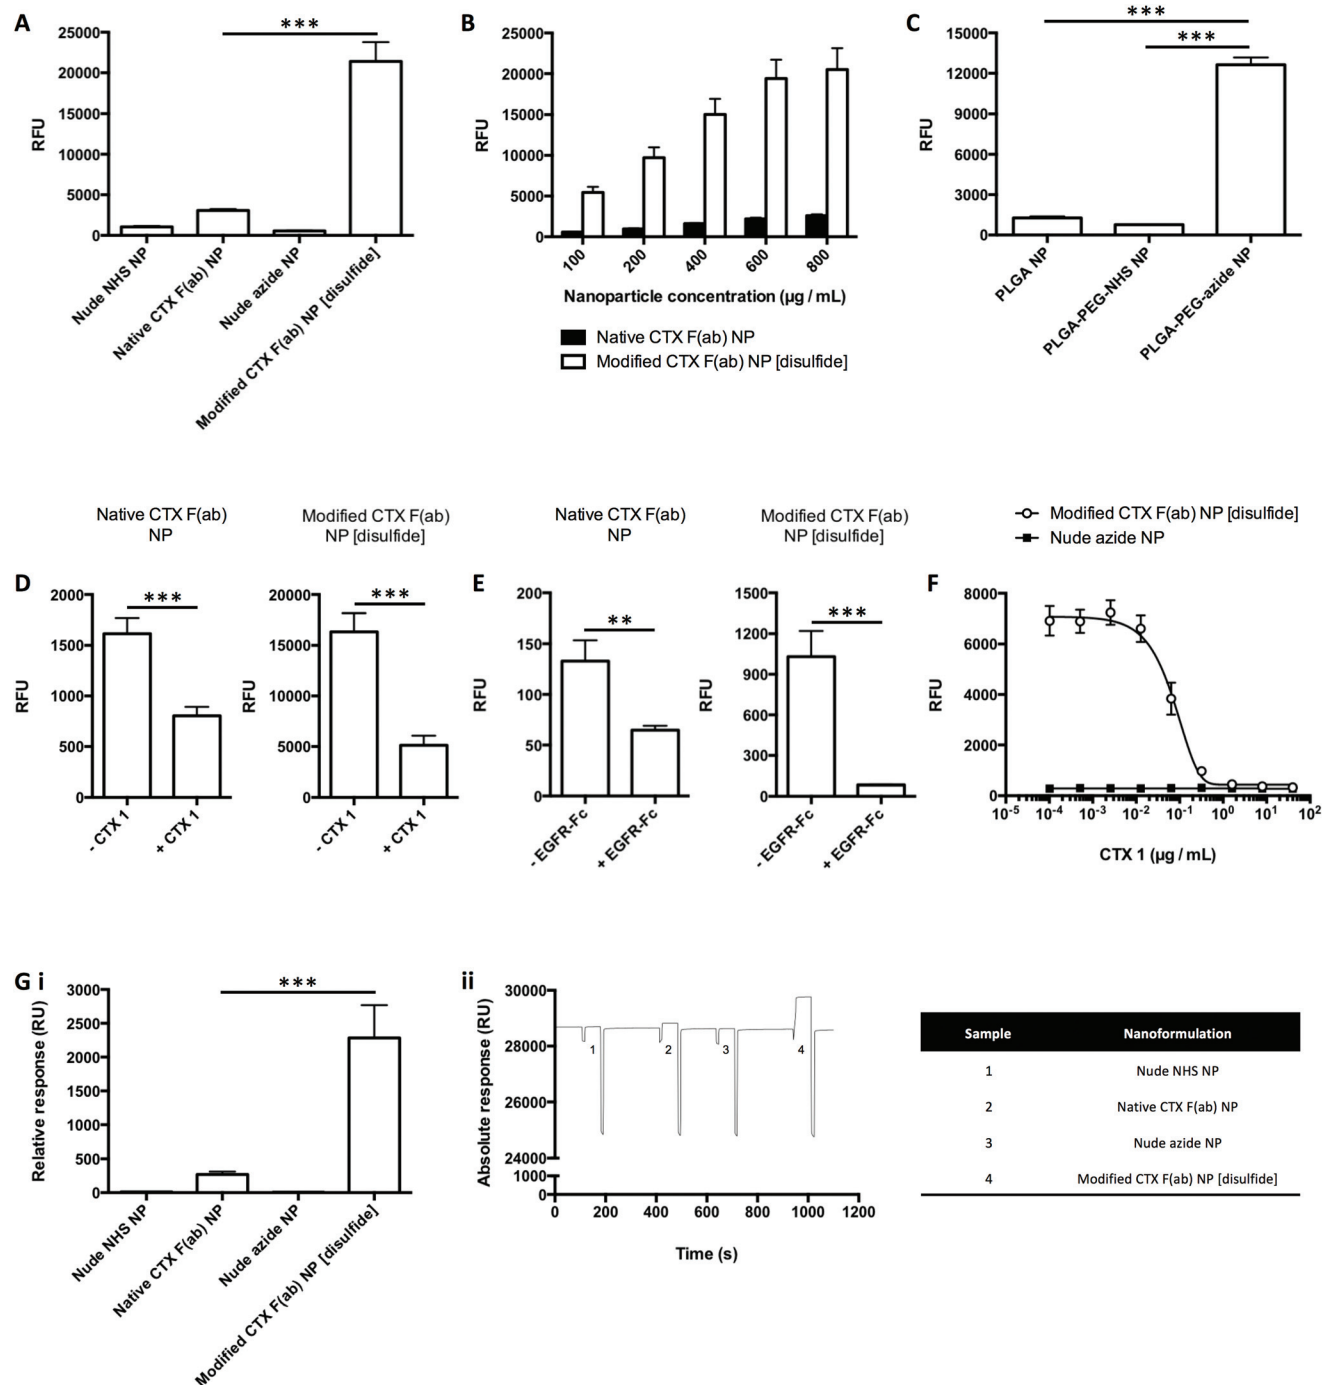 A
***
25000
20000
15000
10000
5000
0
RFU
Nude NHS NP
Native CTX F(ab) NP
Nude azide NP
Modified CTX F(ab) NP [disulfide]
B
25000
20000
15000
10000
5000
0
RFU
100
200
400
600
800
Nanoparticle concentration (µg / mL)
Native CTX F(ab) NP
Modified CTX F(ab) NP [disulfide]
C
***
***
15000
12000
9000
6000
3000
0
RFU
PLGA NP
PLGA-PEG-NHS NP
PLGA-PEG-azide NP
D
Native CTX F(ab)
NP
***
2000
1500
1000
500
0
RFU
- CTX 1
+ CTX 1
Modified CTX F(ab)
NP [disulfide]
***
20000
15000
10000
5000
0
RFU
- CTX 1
+ CTX 1
E
Native CTX F(ab)
NP
**
200
150
100
50
0
RFU
- EGFR-Fc
+ EGFR-Fc
Modified CTX F(ab)
NP [disulfide]
***
1500
1200
900
600
300
0
RFU
- EGFR-Fc
+ EGFR-Fc
F
Modified CTX F(ab) NP [disulfide]
Nude azide NP
8000
6000
4000
2000
0
RFU
10-5 10-4 10-3 10-2 10-1 100 101 102
CTX 1 (µg / mL)
G i
***
3000
2500
2000
1500
1000
500
0
Relative response (RU)
Nude NHS NP
Native CTX F(ab) NP
Nude azide NP
Modified CTX F(ab) NP [disulfide]
ii
30000
28000
26000
24000
1000
0
Absolute response (RU)
1 2 3 4
0 200 400 600 800 1000 1200
Time (s)
Sample Nanoformulation
1 Nude NHS NP
2 Native CTX F(ab) NP
3 Nude azide NP
4 Modified CTX F(ab) NP [disulfide]